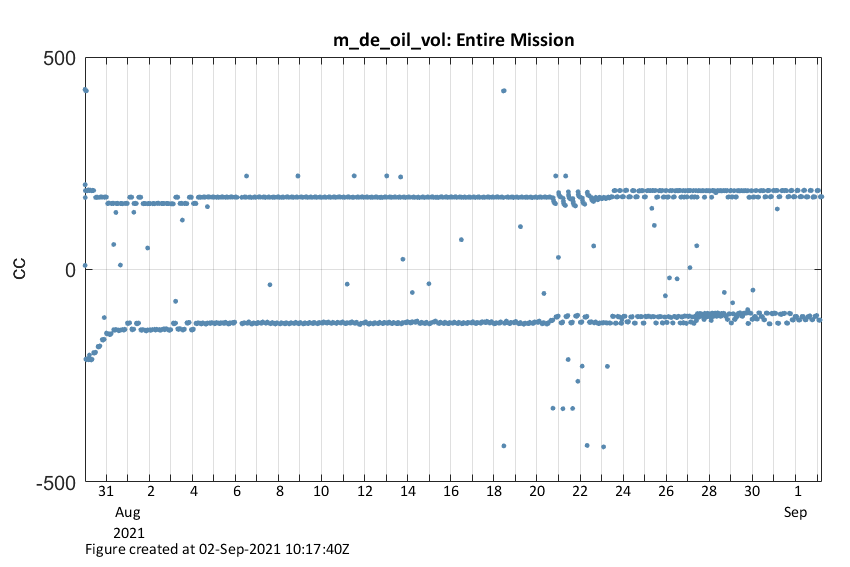 m_de_oil_vol: Entire Mission
500
0
-500
CC
31 2 4 6 8 10 12 14 16 18 20 22 24 26 28 30 1
Aug Sep
2021
Figure created at 02-Sep-2021 10:17:40Z